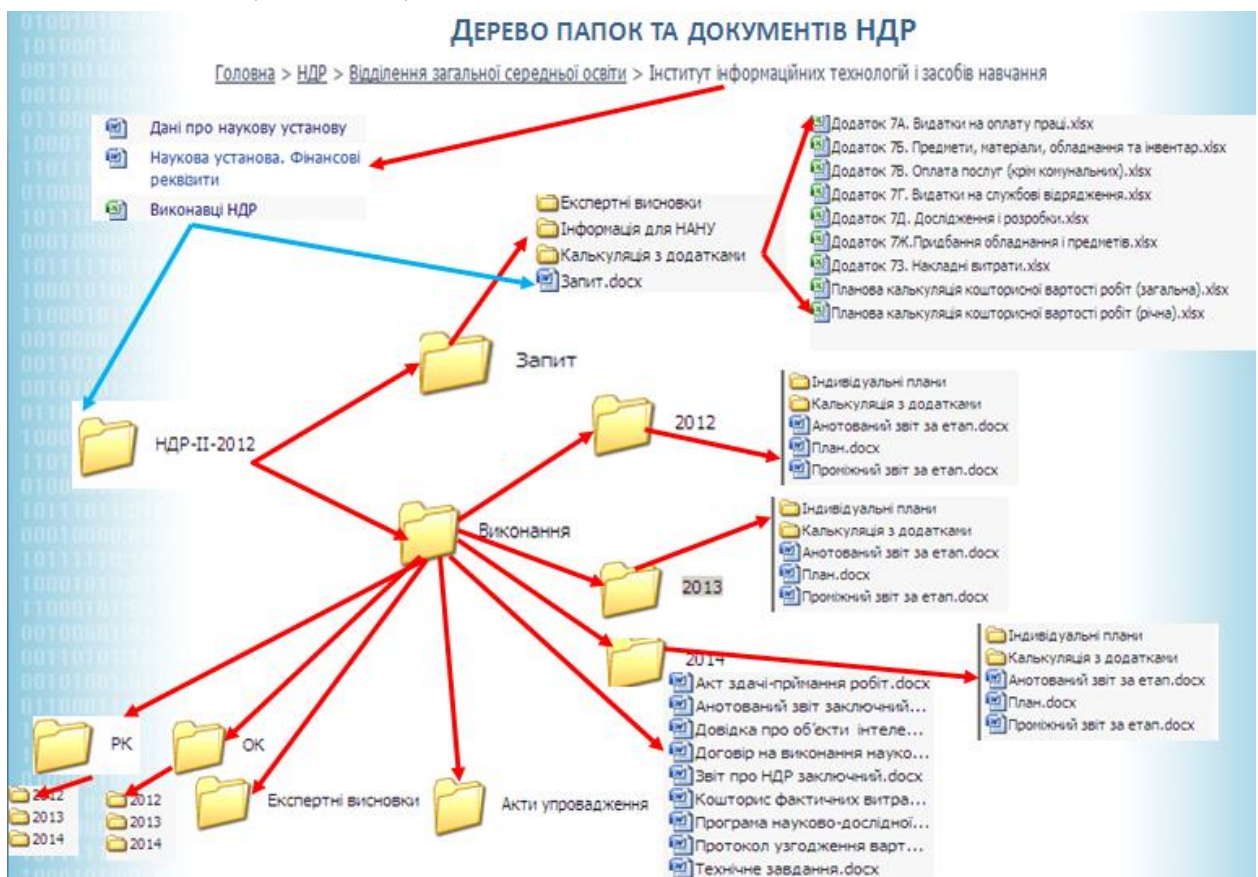 ДЕРЕВО ПАПОК ТА ДОКУМЕНТІВ НДР
Головна > НДР > Відділення загальної середньої освіти > Інститут інформаційних технологій і засобів навчання
Дані про наукову установу
Наукова установа. Фінансові
реквізити
Виконавці НДР
Експертні висновки
Інформація для НАНУ
Калькуляція з додатками
Запит.docx
Додаток 7А. Видатки на оплату праці.xlsx
Додаток 7Б. Предмети, матеріали, обладнання та інвентар.xlsx
Додаток 7В. Оплата послуг (крім комунальних).xlsx
Додаток 7Г. Видатки на службові відрядження.xlsx
Додаток 7Д. Дослідження і розробки.xlsx
Додаток 7Ж.Придбання обладнання і предметів.xlsx
Додаток 7З. Накладні витрати.xlsx
Планова калькуляція кошторисної вартості робіт (загальна).xlsx
Планова калькуляція кошторисної вартості робіт (річна).xlsx
Запит
НДР-ІІ-2012
2012
Індивідуальні плани
Калькуляція з додатками
Анотований звіт за етап.docx
План.docx
Проміжний звіт за етап.docx
Виконання
2013
Індивідуальні плани
Калькуляція з додатками
Анотований звіт за етап.docx
План.docx
Проміжний звіт за етап.docx
2014
Індивідуальні плани
Калькуляція з додатками
Анотований звіт за етап.docx
План.docx
Проміжний звіт за етап.docx
Акт здачі-прймання робіт.docx
Анотований звіт заключний...
Довідка про об'єкти інтеле...
Договір на виконання науко...
Звіт про НДР заключний.docx
Кошторис фактичних витра...
Програма науково-дослідної...
Протокол узгодження варт...
Технічне завдання.docx
РК
2012
2013
2014
ОК
2012
2013
2014
Експертні висновки
Акти упровадження